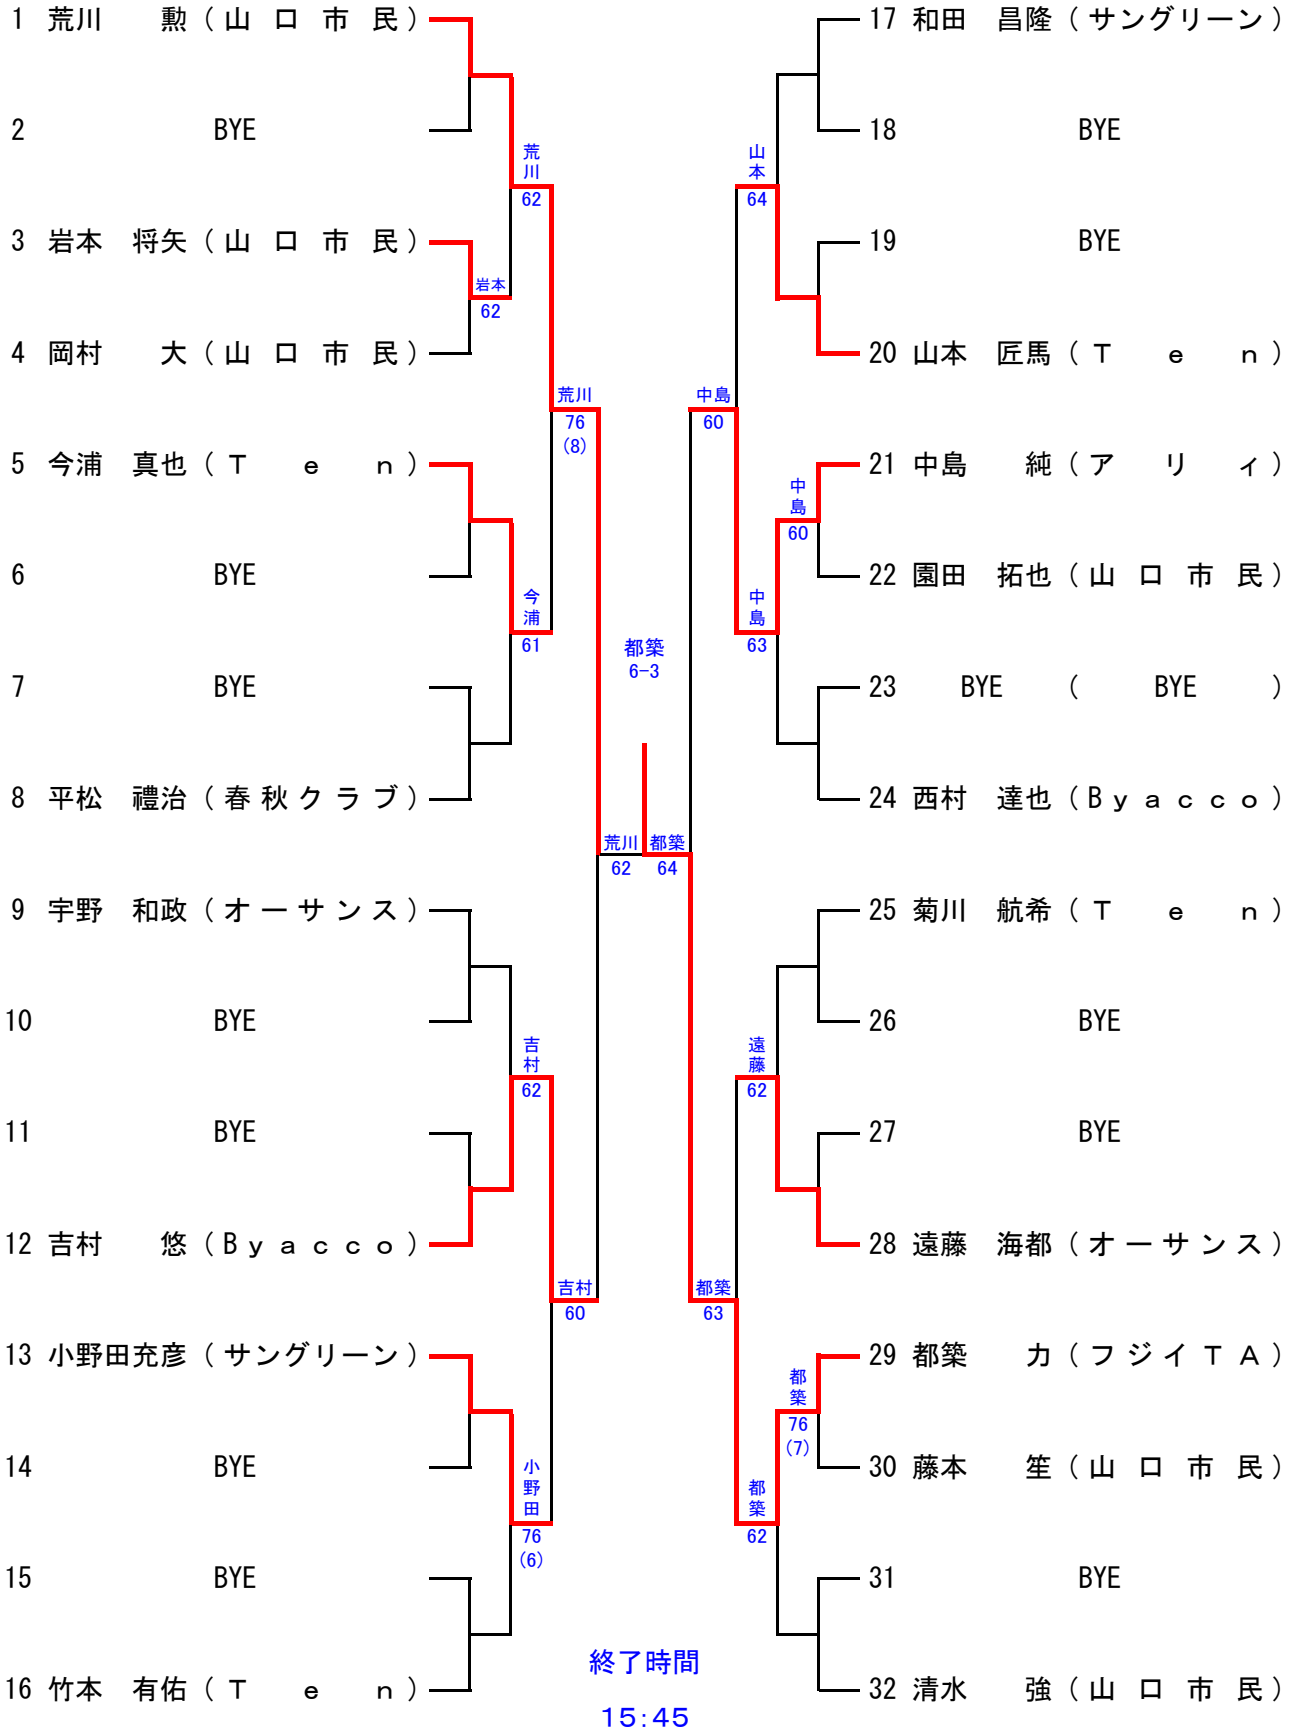 1 荒川 勲 （山口市民）
2 BYE
荒川
62
3 岩本 将矢 （山口市民）
岩本
62
4 岡村 大 （山口市民）
荒川
76
(8)
5 今浦 真也 （Ｔｅｎ）
6 BYE
今浦
61
7 BYE
8 平松 禮治 （春秋クラブ）
荒川
62
9 宇野 和政 （オーサンス）
10 BYE
吉村
62
11 BYE
12 吉村 悠 （Ｂｙａｃｃｏ）
吉村
60
13 小野田充彦 （サングリーン）
14 BYE
小野田
76
(6)
15 BYE
16 竹本 有佑 （Ｔｅｎ）
都築
6-3
17 和田 昌隆 （サングリーン）
18 BYE
山本
64
19 BYE
20 山本 匠馬 （Ｔｅｎ）
中島
60
21 中島 純 （アリィ）
中島
60
22 園田 拓也 （山口市民）
中島
63
23 BYE （ BYE ）
24 西村 達也 （Ｂｙａｃｃｏ）
都築
64
25 菊川 航希 （Ｔｅｎ）
26 BYE
遠藤
62
27 BYE
28 遠藤 海都 （オーサンス）
都築
63
29 都築 力 （フジイＴＡ）
都築
76
(7)
30 藤本 笙 （山口市民）
都築
62
31 BYE
32 清水 強 （山口市民）
終了時間
15:45